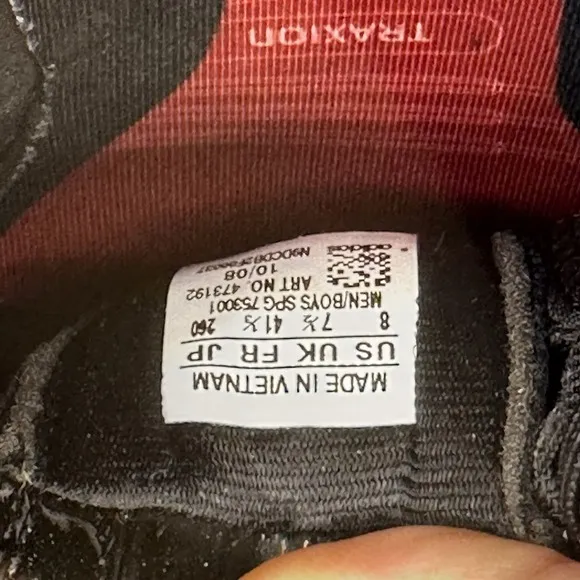 MADE IN VIETNAM
US UK FR JP
8 7½ 41⅓ 260
MEN/BOYS SPG 753001
ART NO. 473192
10/08
adidas
TRAXION